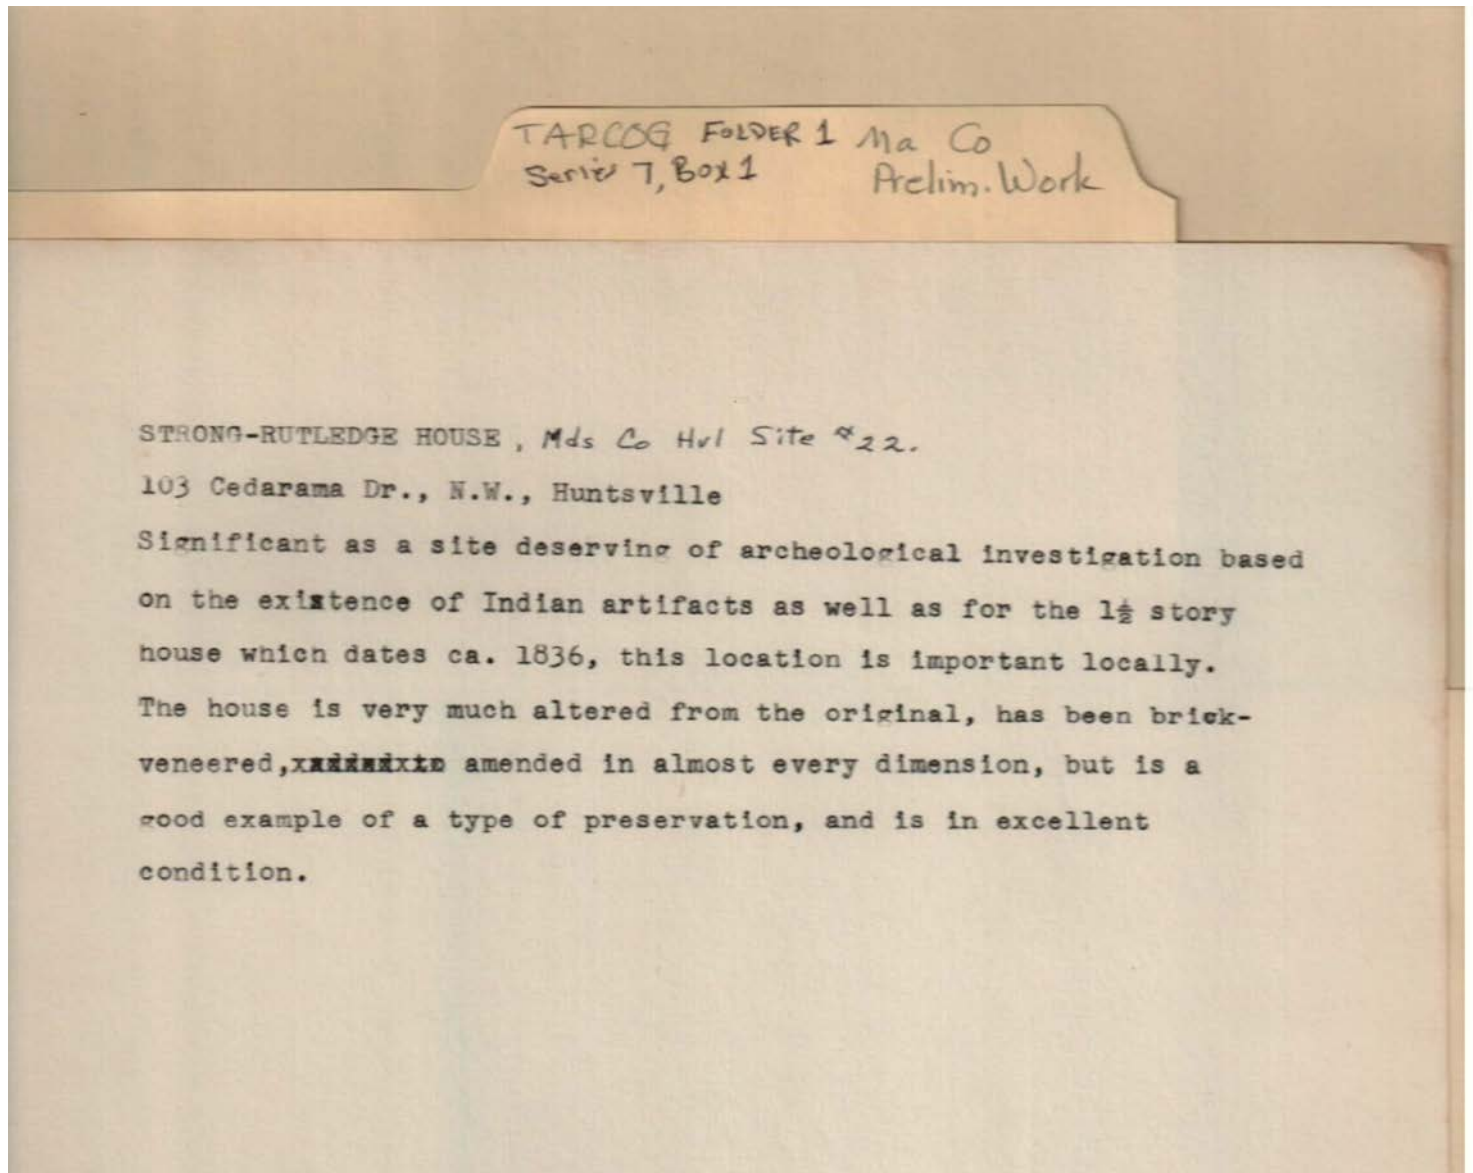 TARCOG FOLDER 1 Ma Co
Series 7, Box 1 Prelim. Work
STRONG-RUTLEDGE HOUSE, Mds Co Hvl Site #22.
103 Cedarama Dr., N.W., Huntsville
Significant as a site deserving of archeological investigation based
on the existence of Indian artifacts as well as for the 1½ story
house which dates ca. 1836, this location is important locally.
The house is very much altered from the original, has been brick-
veneered, amended in almost every dimension, but is a
good example of a type of preservation, and is in excellent
condition.